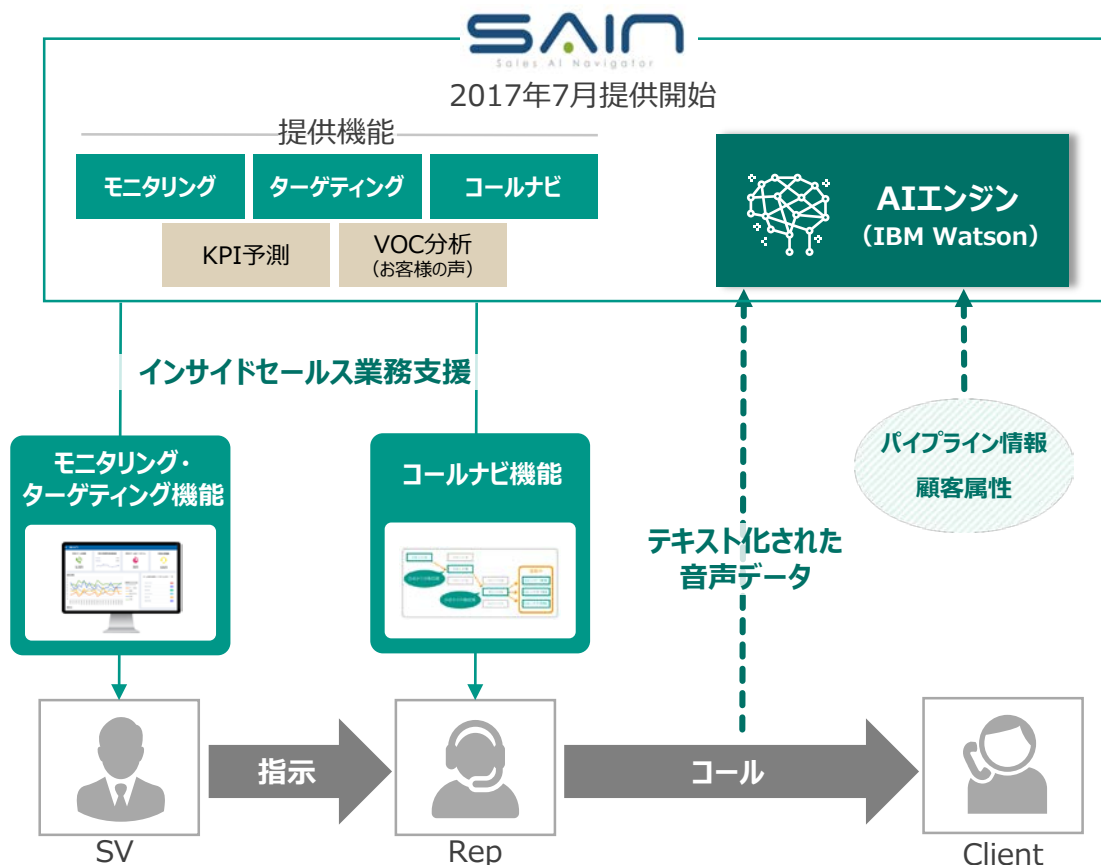 SAIN
Sales AI Navigator
2017年7月提供開始
提供機能
モニタリング
ターゲティング
コールナビ
KPI予測
VOC分析
（お客様の声）
AIエンジン
（IBM Watson）
インサイドセールス業務支援
モニタリング・
ターゲティング機能
コールナビ機能
パイプライン情報
顧客属性
テキスト化された
音声データ
指示
コール
SV
Rep
Client